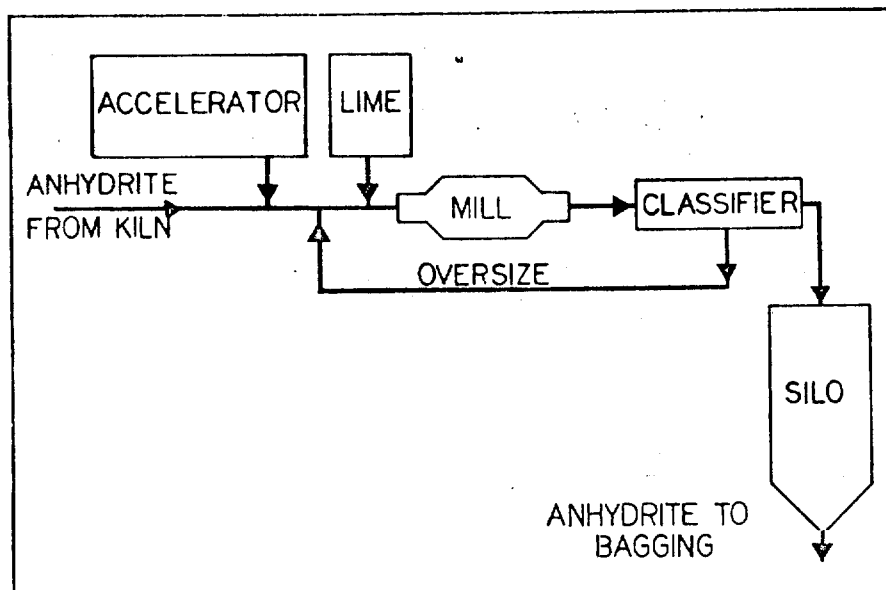 ACCELERATOR
LIME
ANHYDRITE
FROM KILN
MILL
CLASSIFIER
OVERSIZE
SILO
ANHYDRITE TO
BAGGING